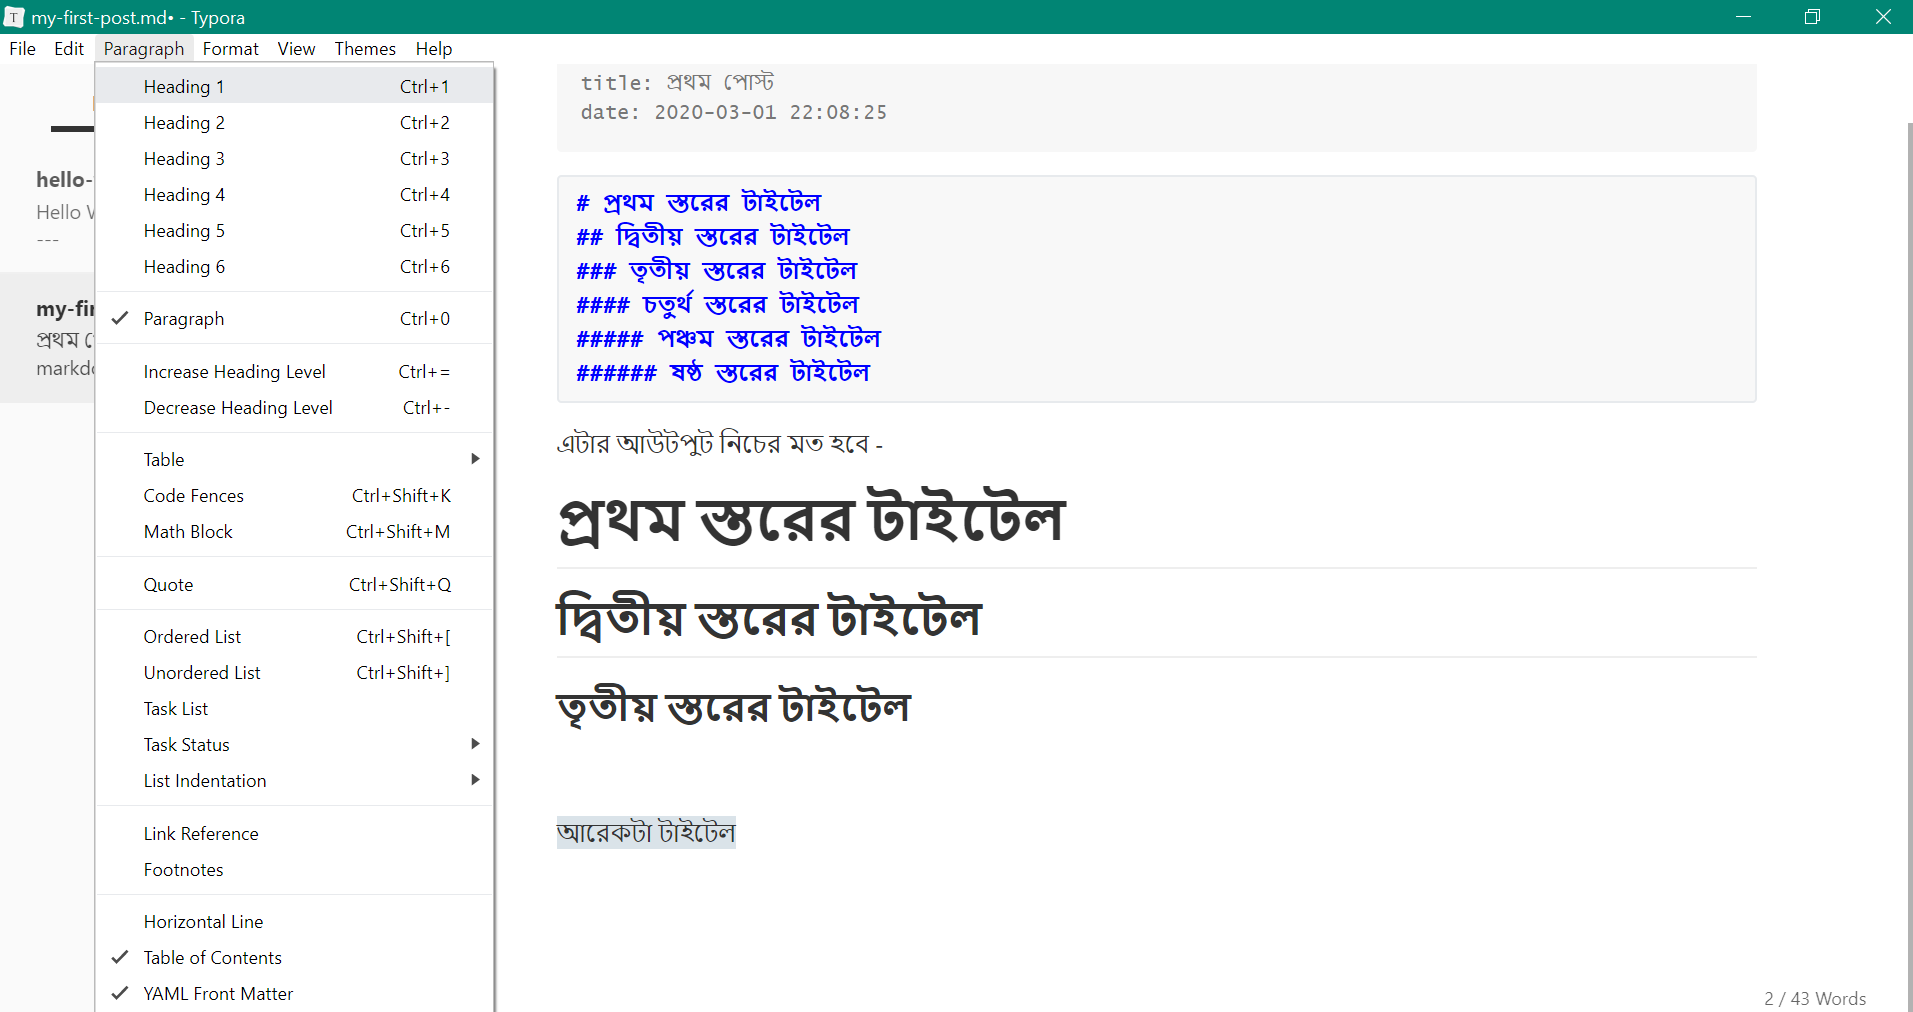 my-first-post.md• - Typora
File Edit Paragraph Format View Themes Help
Heading 1 Ctrl+1
Heading 2 Ctrl+2
Heading 3 Ctrl+3
Heading 4 Ctrl+4
Heading 5 Ctrl+5
Heading 6 Ctrl+6
Paragraph Ctrl+0
Increase Heading Level Ctrl+=
Decrease Heading Level Ctrl+-
Table
Code Fences Ctrl+Shift+K
Math Block Ctrl+Shift+M
Quote Ctrl+Shift+Q
Ordered List Ctrl+Shift+[
Unordered List Ctrl+Shift+]
Task List
Task Status
List Indentation
Link Reference
Footnotes
Horizontal Line
Table of Contents
YAML Front Matter
hello-
Hello
---
my-fir
প্রথম
markdo
title: প্রথম পোস্ট
date: 2020-03-01 22:08:25
# প্রথম স্তরের টাইটেল
## দ্বিতীয় স্তরের টাইটেল
### তৃতীয় স্তরের টাইটেল
#### চতুর্থ স্তরের টাইটেল
##### পঞ্চম স্তরের টাইটেল
###### ষষ্ঠ স্তরের টাইটেল
এটার আউটপুট নিচের মত হবে -
প্রথম স্তরের টাইটেল
দ্বিতীয় স্তরের টাইটেল
তৃতীয় স্তরের টাইটেল
আরেকটা টাইটেল
2 / 43 Words